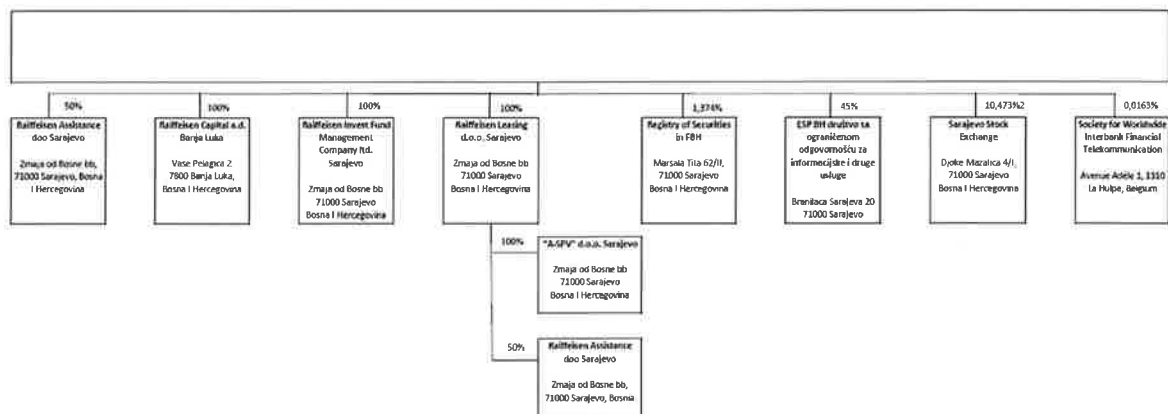 50%
100%
100%
100%
1,374%
45%
10,473%2
0,0163%
Raiffeisen Assistance
doo Sarajevo
Zmaja od Bosne bb,
71000 Sarajevo, Bosna
I Hercegovina
Raiffeisen Capital a.d.
Banja Luka
Vase Pelagica 2
7800 Banja Luka,
Bosna I Hercegovina
Raiffeisen Invest Fund
Management
Company ltd.
Sarajevo
Zmaja od Bosne bb
71000 Sarajevo
Bosna I Hercegovina
Raiffeisen Leasing
d.o.o. Sarajevo
Zmaja od Bosne bb
71000 Sarajevo
Bosna I Hercegovina
Registry of Securities
in FBH
Marsala Tita 62/II,
71000 Sarajevo
Bosna I Hercegovina
ESP BH društvo sa
ograničenom
odgovornošću za
informacijske i druge
usluge
Branilaca Sarajeva 20
71000 Sarajevo
Sarajevo Stock
Exchange
Djoke Mazalica 4/I,
71000 Sarajevo
Bosna I Hercegovina
Society for Worldwide
Interbank Financial
Telekommunication
Avenue Adèle 1, 1310
La Hulpe, Belgium
100%
"A-SPV" d.o.o. Sarajevo
Zmaja od Bosne bb
71000 Sarajevo
Bosna I Hercegovina
50%
Raiffeisen Assistance
doo Sarajevo
Zmaja od Bosne bb,
71000 Sarajevo, Bosnia